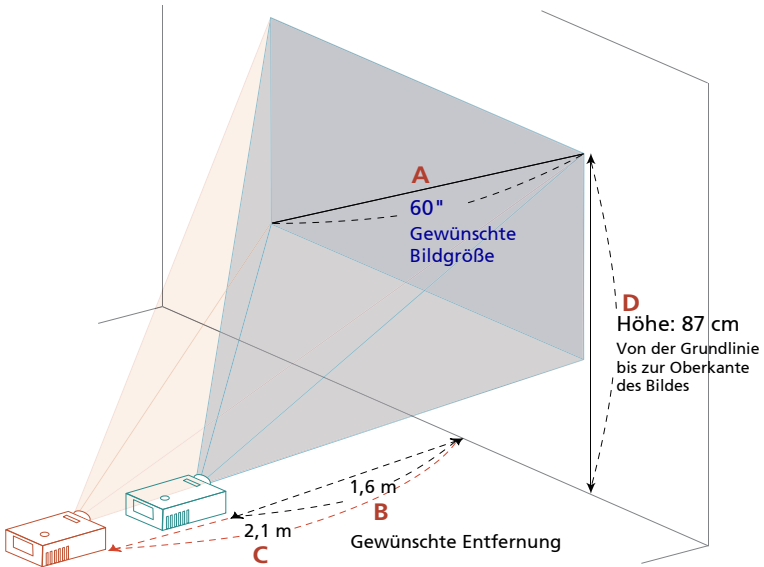 A
60"
Gewünschte
Bildgröße
D
Höhe: 87 cm
Von der Grundlinie
bis zur Oberkante
des Bildes
1,6 m
B
2,1 m
C
Gewünschte Entfernung